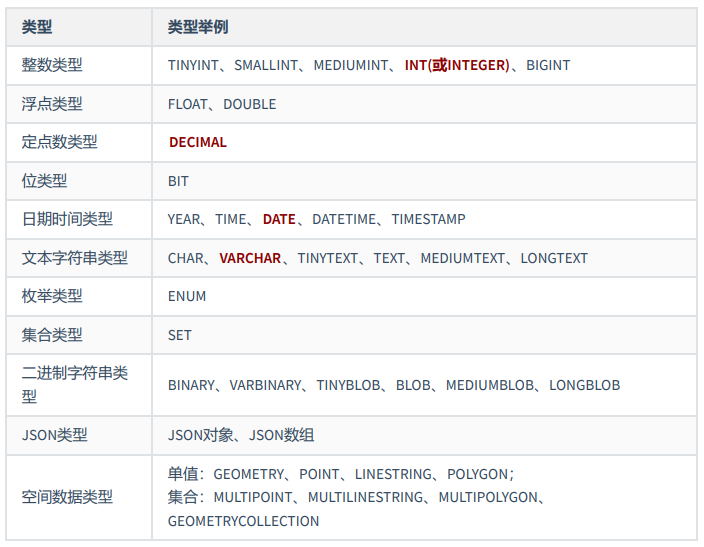 类型 类型举例
整数类型 TINYINT、SMALLINT、MEDIUMINT、INT(或INTEGER)、BIGINT
浮点类型 FLOAT、DOUBLE
定点数类型 DECIMAL
位类型 BIT
日期时间类型 YEAR、TIME、DATE、DATETIME、TIMESTAMP
文本字符串类型 CHAR、VARCHAR、TINYTEXT、TEXT、MEDIUMTEXT、LONGTEXT
枚举类型 ENUM
集合类型 SET
二进制字符串类
型
BINARY、VARBINARY、TINYBLOB、BLOB、MEDIUMBLOB、LONGBLOB
JSON类型 JSON对象、JSON数组
空间数据类型
单值：GEOMETRY、POINT、LINESTRING、POLYGON；
集合：MULTIPOINT、MULTILINESTRING、MULTIPOLYGON、
GEOMETRYCOLLECTION